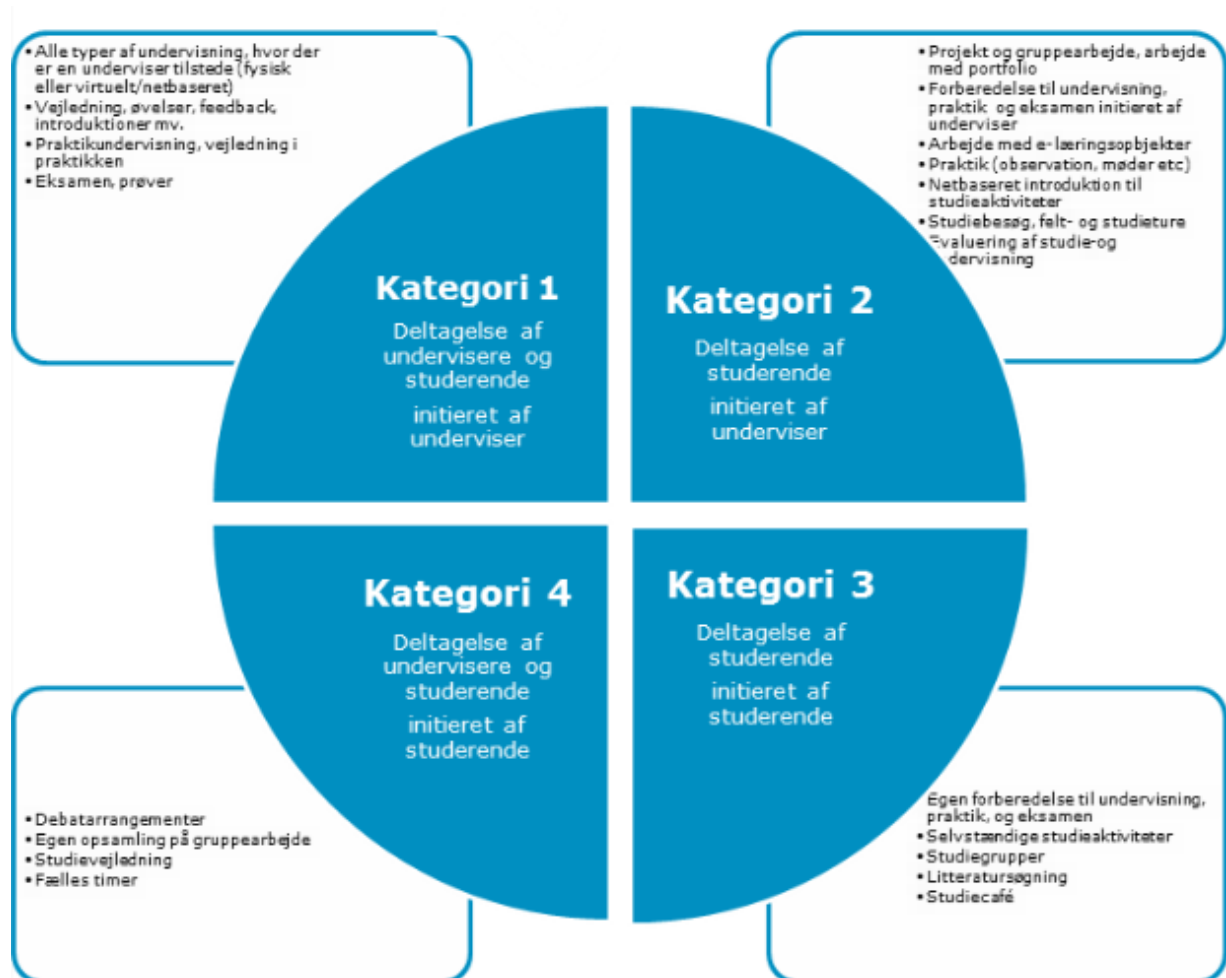 • Alle typer af undervisning, hvor der
er en underviser tilstede (fysisk
eller virtuelt/netbaseret)
• Vejledning, øvelser, feedback,
introduktioner mv.
• Praktikundervisning, vejledning i
praktikken
• Eksamen, prøver
• Projekt og gruppearbejde, arbejde
med portfolio
• Forberedelse til undervisning,
praktik og eksamen initieret af
underviser
• Arbejde med e-læringsobjekter
• Praktik (observation, møder etc)
• Netbaseret introduktion til
studieaktiviteter
• Studiebesøg, felt- og studieture
Evaluering af studie-og
dervisning
Kategori 1
Deltagelse af
undervisere og
studerende
initieret af
underviser
Kategori 2
Deltagelse af
studerende
initieret af
underviser
Kategori 4
Deltagelse af
undervisere og
studerende
initieret af
studerende
Kategori 3
Deltagelse af
studerende
initieret af
studerende
• Debatarrangementer
• Egen opsamling på gruppearbejde
• Studievejledning
• Fælles timer
Egen forberedelse til undervisning,
praktik, og eksamen
• Selvstændige studieaktiviteter
• Studiegrupper
• Litteratursøgning
• Studiecafé